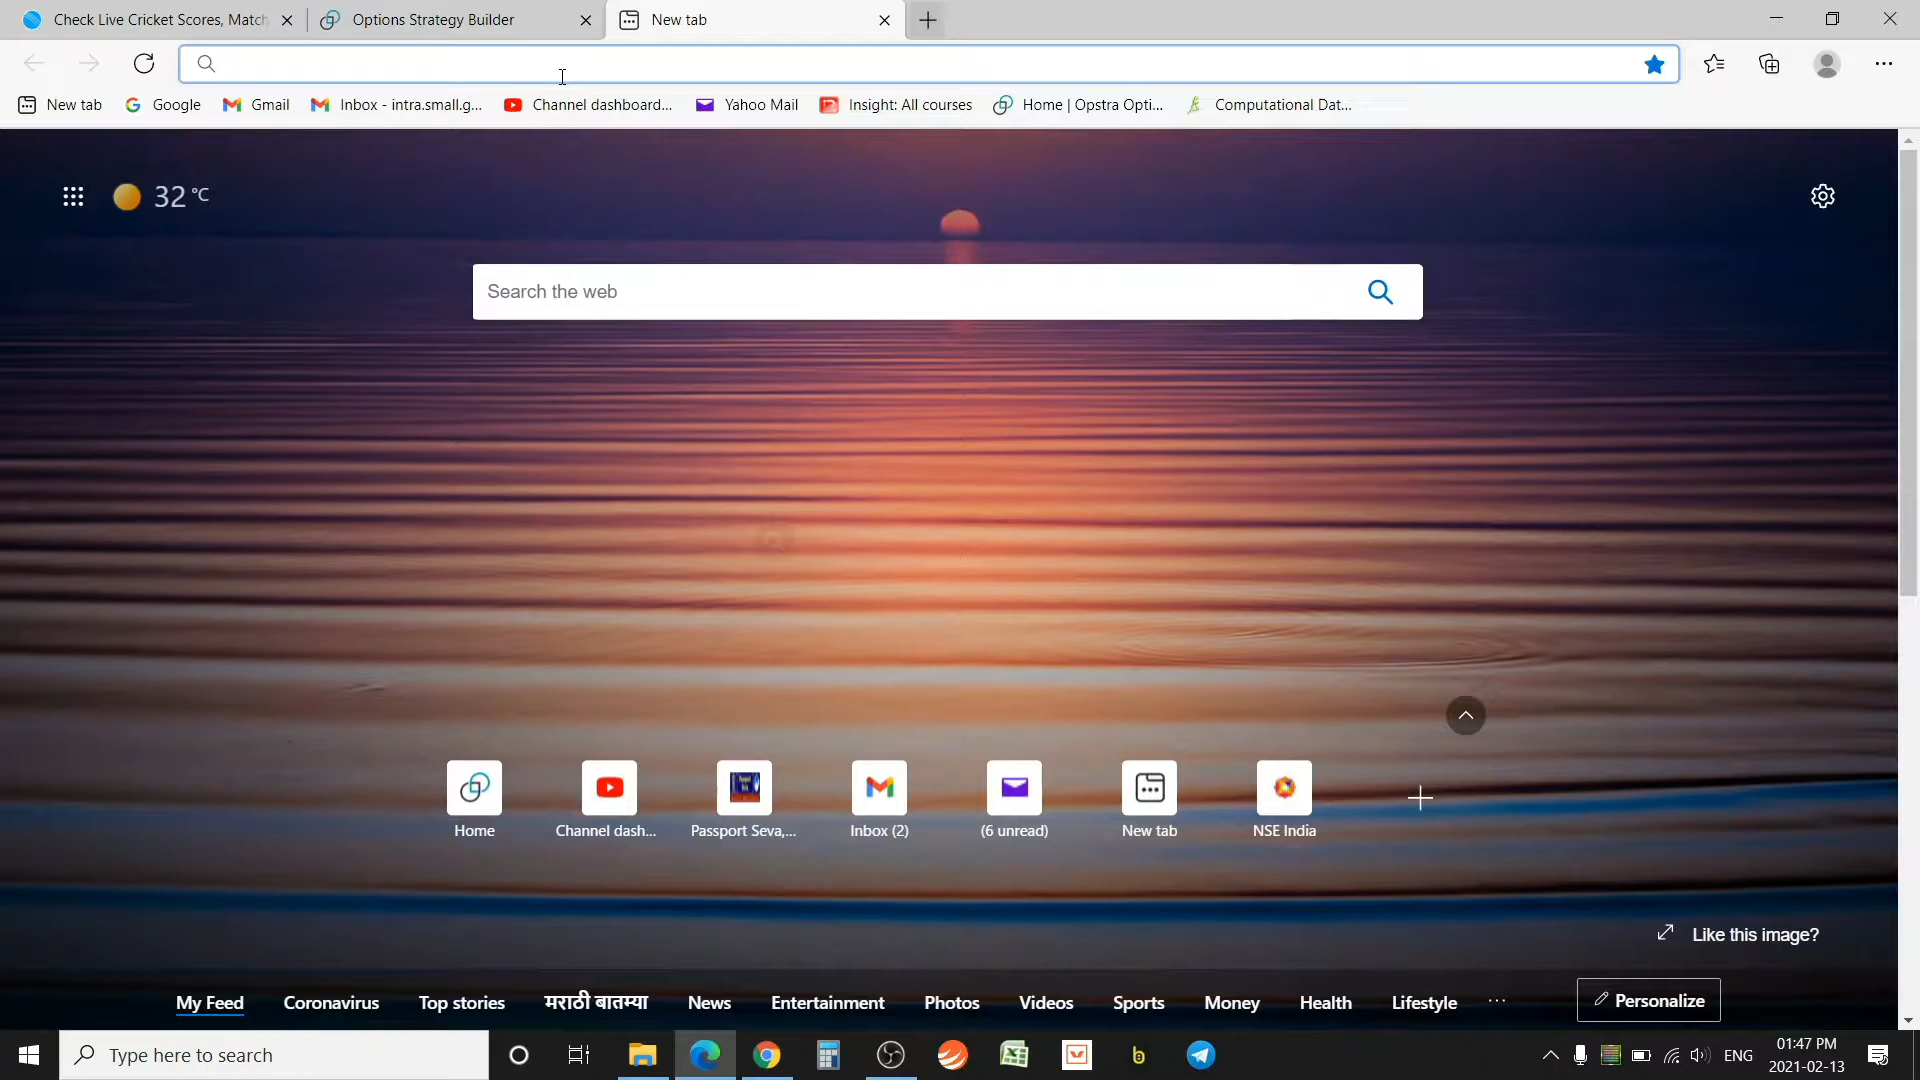 Check Live Cricket Scores, Match
Options Strategy Builder
New tab
New tab
Google
Gmail
Inbox - intra.small.g...
Channel dashboard...
Yahoo Mail
Insight: All courses
Home | Opstra Opti...
Computational Dat...
32 °C
Search the web
Home
Channel dash...
Passport Seva,...
Inbox (2)
(6 unread)
New tab
NSE India
Like this image?
My Feed
Coronavirus
Top stories
मराठी बातम्या
News
Entertainment
Photos
Videos
Sports
Money
Health
Lifestyle
...
Personalize
Type here to search
ENG
01:47 PM
2021-02-13